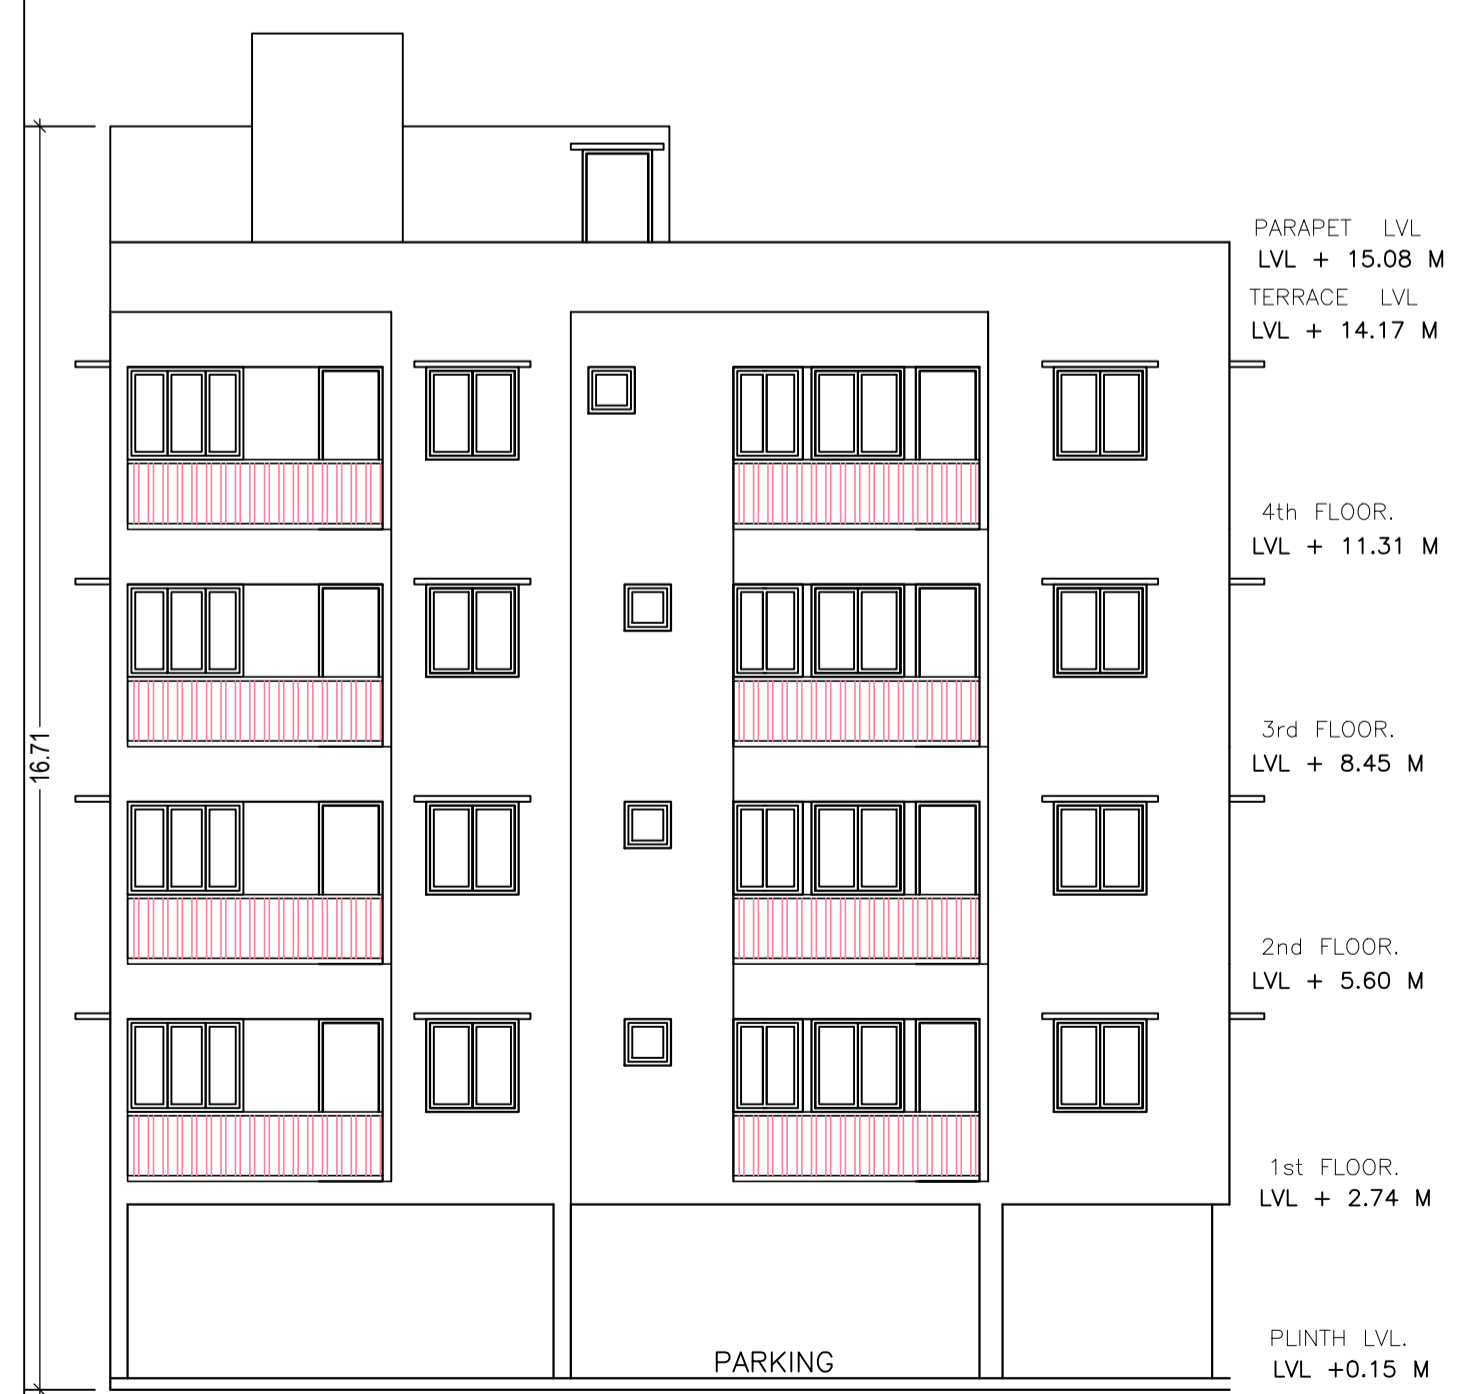 PARAPET LVL
LVL + 15.08 M
TERRACE LVL
LVL + 14.17 M
4th FLOOR.
LVL + 11.31 M
3rd FLOOR.
LVL + 8.45 M
16.71
2nd FLOOR.
LVL + 5.60 M
1st FLOOR.
LVL + 2.74 M
PARKING
PLINTH LVL.
LVL +0.15 M